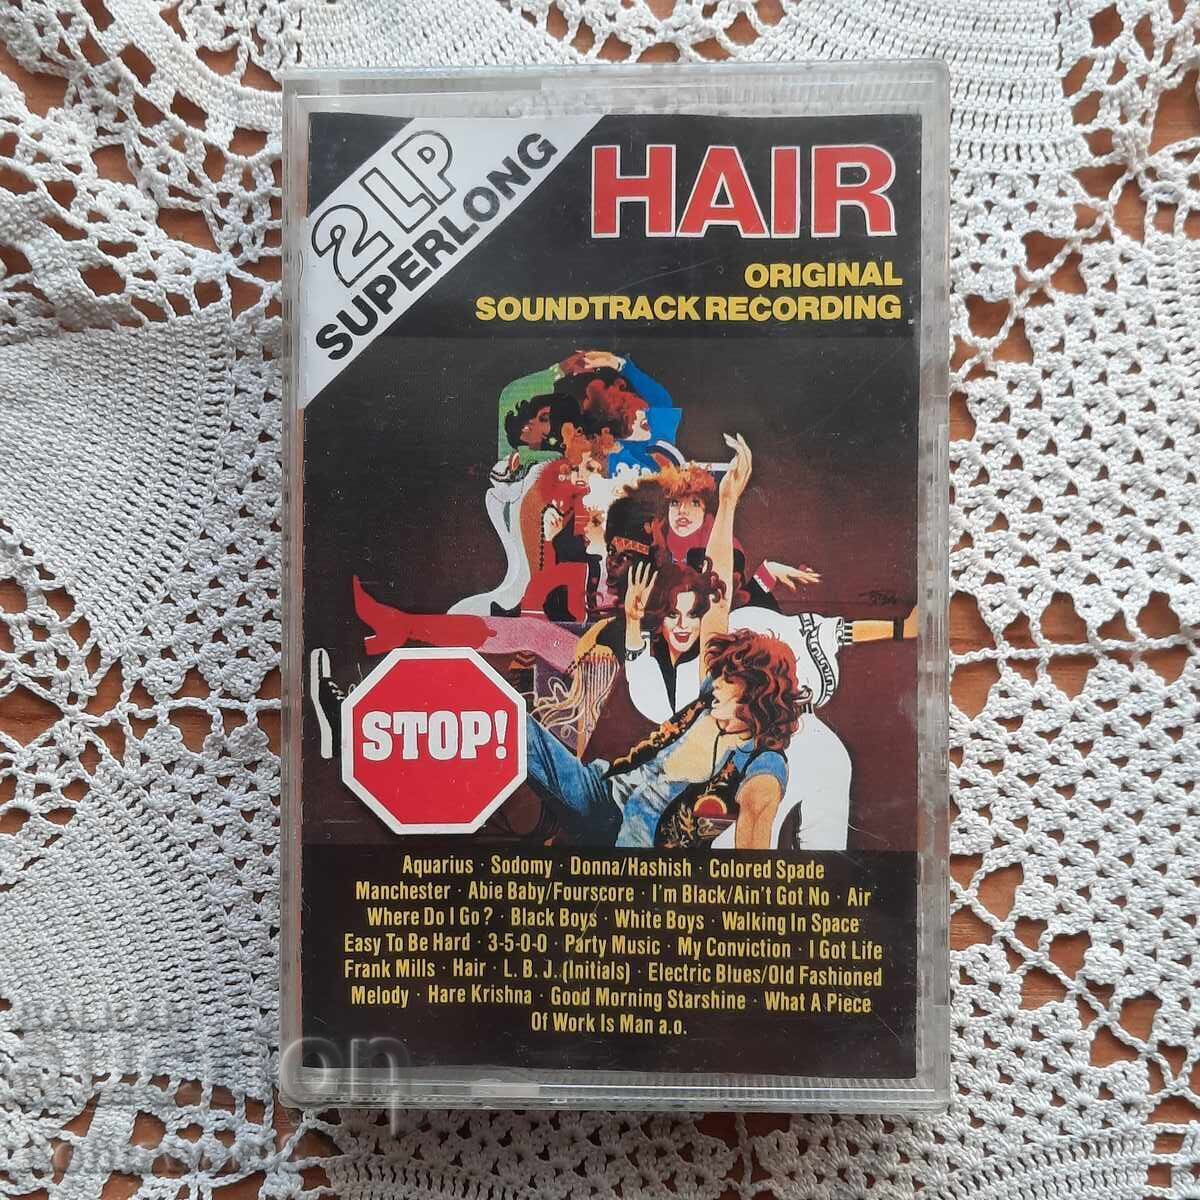 2LP
SUPERLONG
HAIR
ORIGINAL
SOUNDTRACK RECORDING
STOP!
Aquarius · Sodomy · Donna/Hashish · Colored Spade
Manchester · Abie Baby/Fourscore · I'm Black/Ain't Got No · Air
Where Do I Go? · Black Boys · White Boys · Walking In Space
Easy To Be Hard · 3-5-0-0 · Party Music · My Conviction · I Got Life
Frank Mills · Hair · L.B.J. (Initials) · Electric Blues/Old Fashioned
Melody · Hare Krishna · Good Morning Starshine · What A Piece
Of Work Is Man a.o.